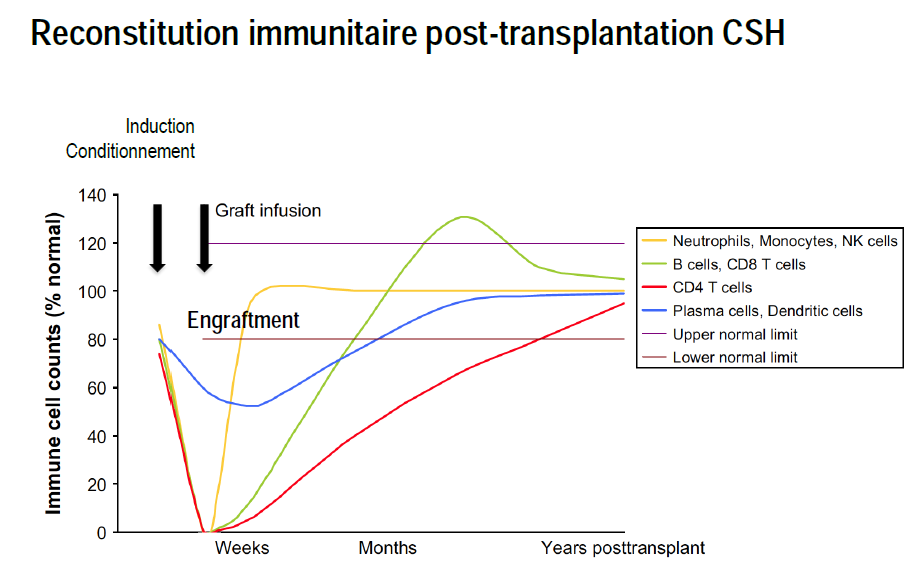 Reconstitution immunitaire post-transplantation CSH
Induction
Conditionnement
Graft infusion
Engraftment
Immune cell counts (% normal)
140
120
100
80
60
40
20
0
Weeks
Months
Years posttransplant
Neutrophils, Monocytes, NK cells
B cells, CD8 T cells
CD4 T cells
Plasma cells, Dendritic cells
Upper normal limit
Lower normal limit